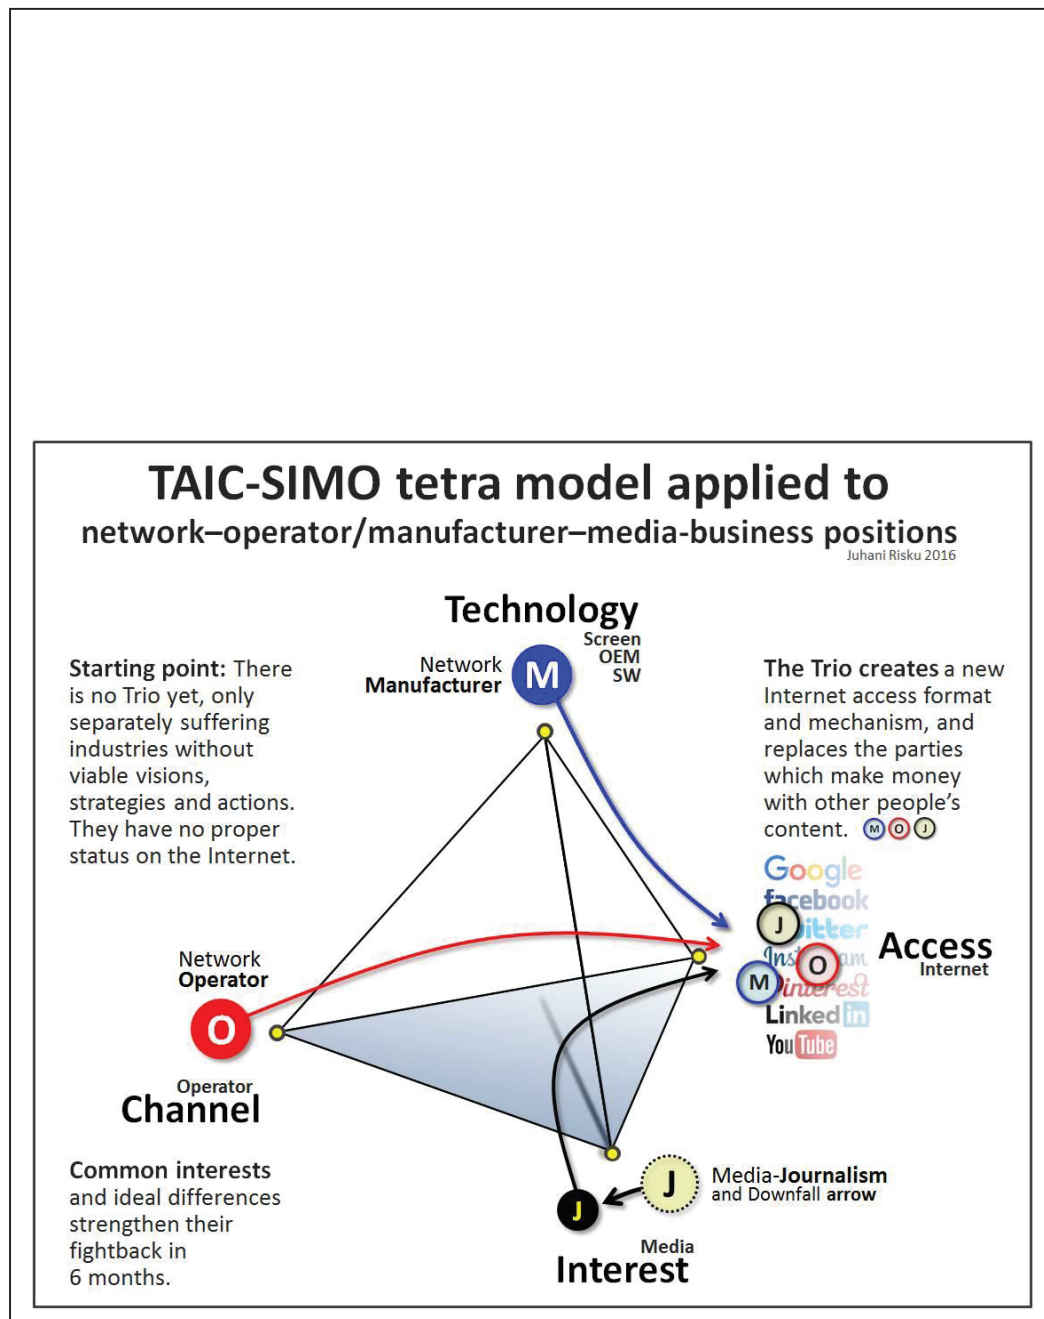 TAIC-SIMO tetra model applied to
network–operator/manufacturer–media-business positions
Juhani Risku 2016
Technology
Screen
OEM
SW
Network
Manufacturer
M
Starting point: There
is no Trio yet, only
separately suffering
industries without
viable visions,
strategies and actions.
They have no proper
status on the Internet.
The Trio creates a new
Internet access format
and mechanism, and
replaces the parties
which make money
with other people's
content. M O J
Google
facebook
J
Twitter
Instagram
O
M
Pinterest
Linked in
YouTube
Access
Internet
Network
Operator
O
Operator
Channel
Common interests
and ideal differences
strengthen their
fightback in
6 months.
J
J
Media-Journalism
and Downfall arrow
Media
Interest